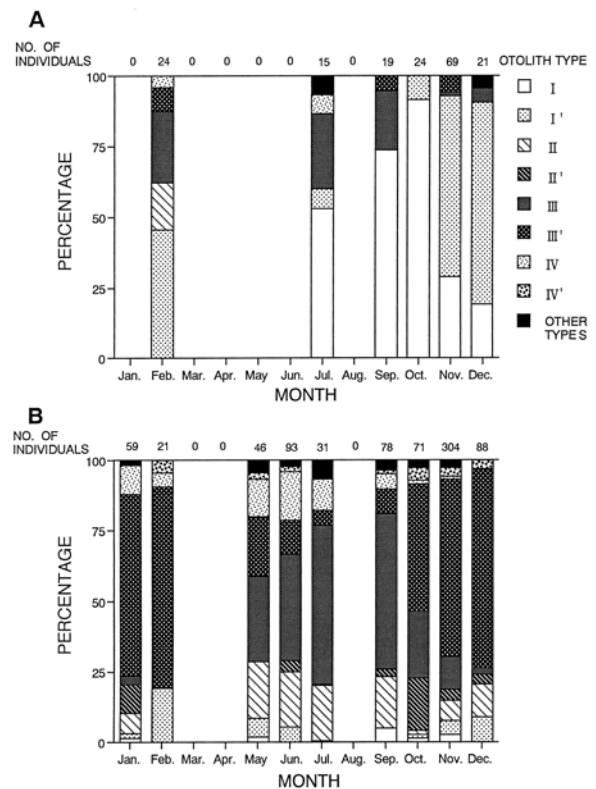 A
NO. OF INDIVIDUALS 0 24 0 0 0 0 15 0 19 24 69 21 OTOLITH TYPE
100
75
50
25
0
PERCENTAGE
I
I'
II
II'
III
III'
IV
IV'
OTHER TYPES
Jan. Feb. Mar. Apr. May Jun. Jul. Aug. Sep. Oct. Nov. Dec.
MONTH
B
NO. OF INDIVIDUALS 59 21 0 0 46 93 31 0 78 71 304 88
100
75
50
25
0
PERCENTAGE
Jan. Feb. Mar. Apr. May Jun. Jul. Aug. Sep. Oct. Nov. Dec.
MONTH